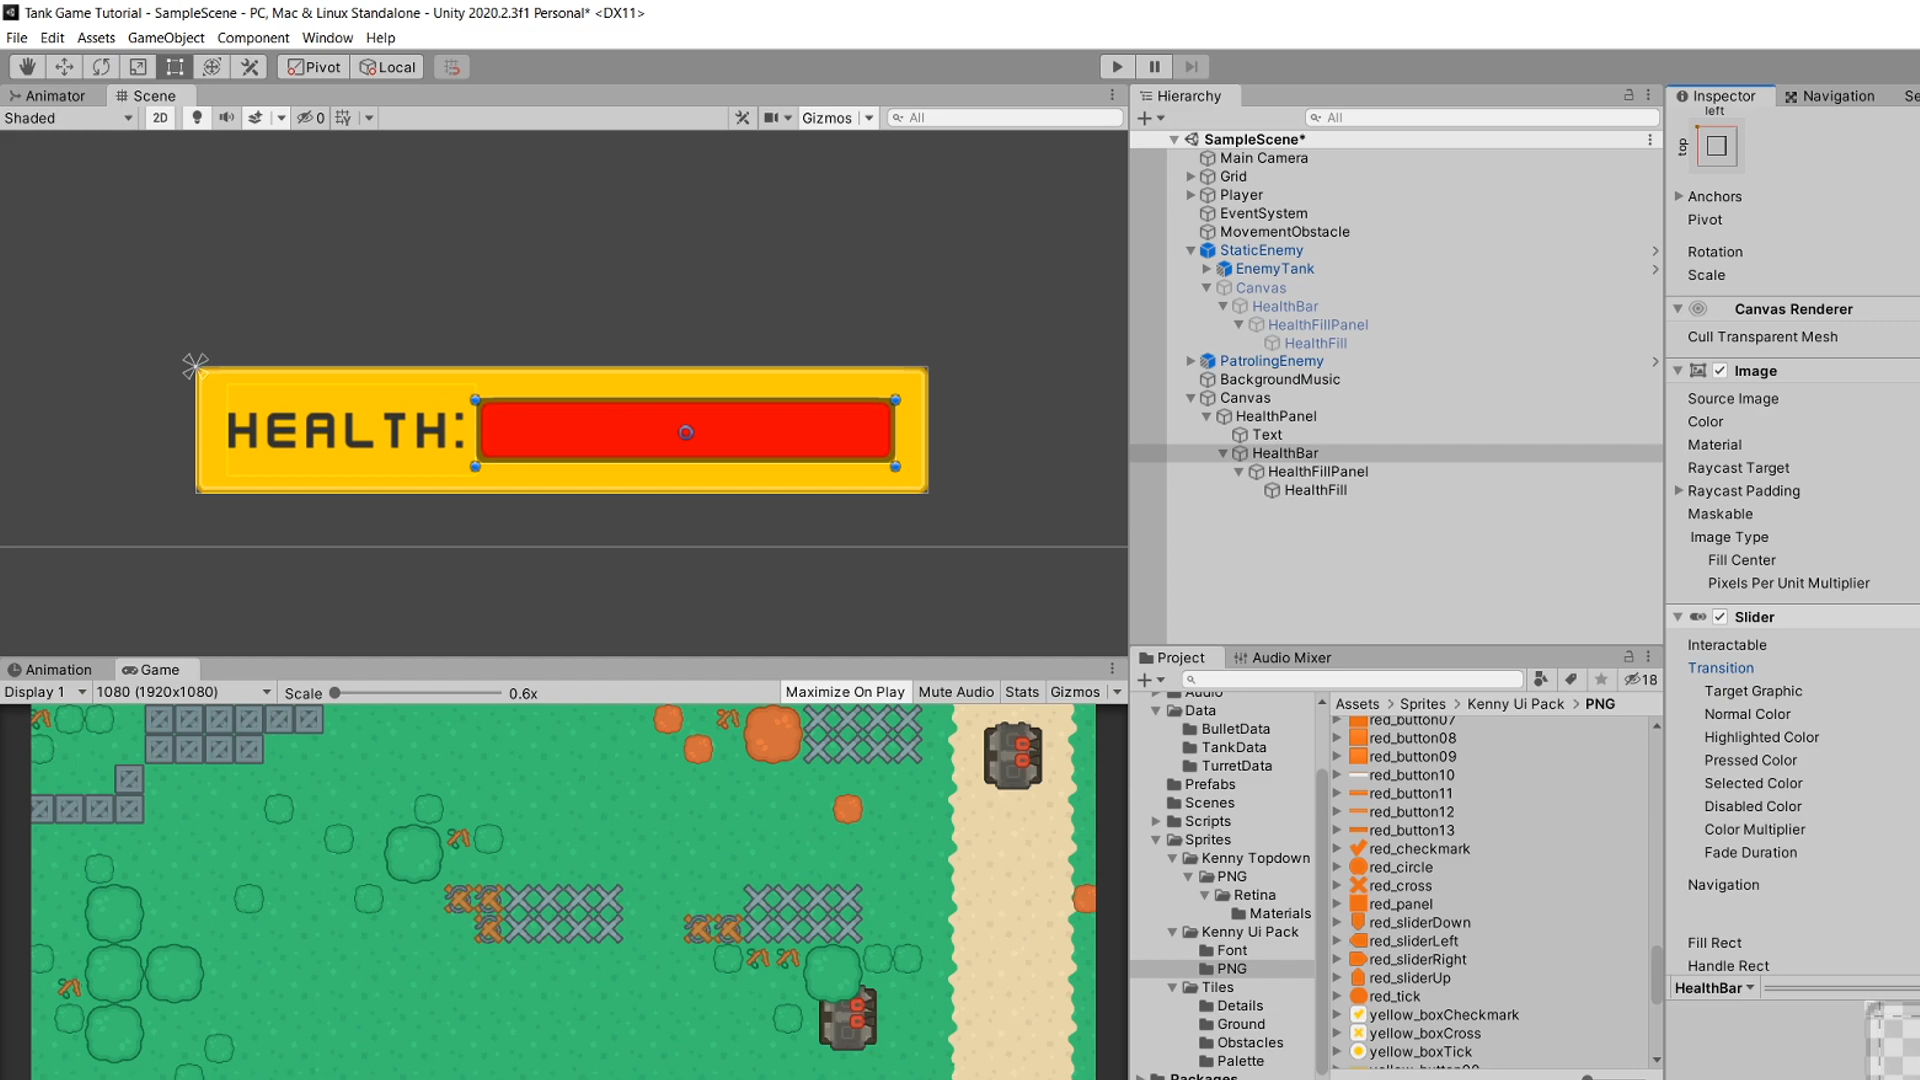 Tank Game Tutorial - SampleScene - PC, Mac & Linux Standalone - Unity 2020.2.3f1 Personal* <DX11>
File Edit Assets GameObject Component Window Help
Pivot Local
Animator Scene
Shaded 2D 0 Gizmos All
HEALTH:
Hierarchy
All
SampleScene*
Main Camera
Grid
Player
EventSystem
MovementObstacle
StaticEnemy
EnemyTank
Canvas
HealthBar
HealthFillPanel
HealthFill
PatrolingEnemy
BackgroundMusic
Canvas
HealthPanel
Text
HealthBar
HealthFillPanel
HealthFill
Inspector Navigation Se
left
top
Anchors
Pivot
Rotation
Scale
Canvas Renderer
Cull Transparent Mesh
Image
Source Image
Color
Material
Raycast Target
Raycast Padding
Maskable
Image Type
Fill Center
Pixels Per Unit Multiplier
Slider
Interactable
Transition
Target Graphic
Normal Color
Highlighted Color
Pressed Color
Selected Color
Disabled Color
Color Multiplier
Fade Duration
Navigation
Fill Rect
Handle Rect
HealthBar
Animation Game
Display 1 1080 (1920x1080) Scale 0.6x Maximize On Play Mute Audio Stats Gizmos
Project Audio Mixer
18
Audio
Data
BulletData
TankData
TurretData
Prefabs
Scenes
Scripts
Sprites
Kenny Topdown
PNG
Retina
Materials
Kenny Ui Pack
Font
PNG
Tiles
Details
Ground
Obstacles
Palette
Packages
Assets > Sprites > Kenny Ui Pack > PNG
red_button07
red_button08
red_button09
red_button10
red_button11
red_button12
red_button13
red_checkmark
red_circle
red_cross
red_panel
red_sliderDown
red_sliderLeft
red_sliderRight
red_sliderUp
red_tick
yellow_boxCheckmark
yellow_boxCross
yellow_boxTick